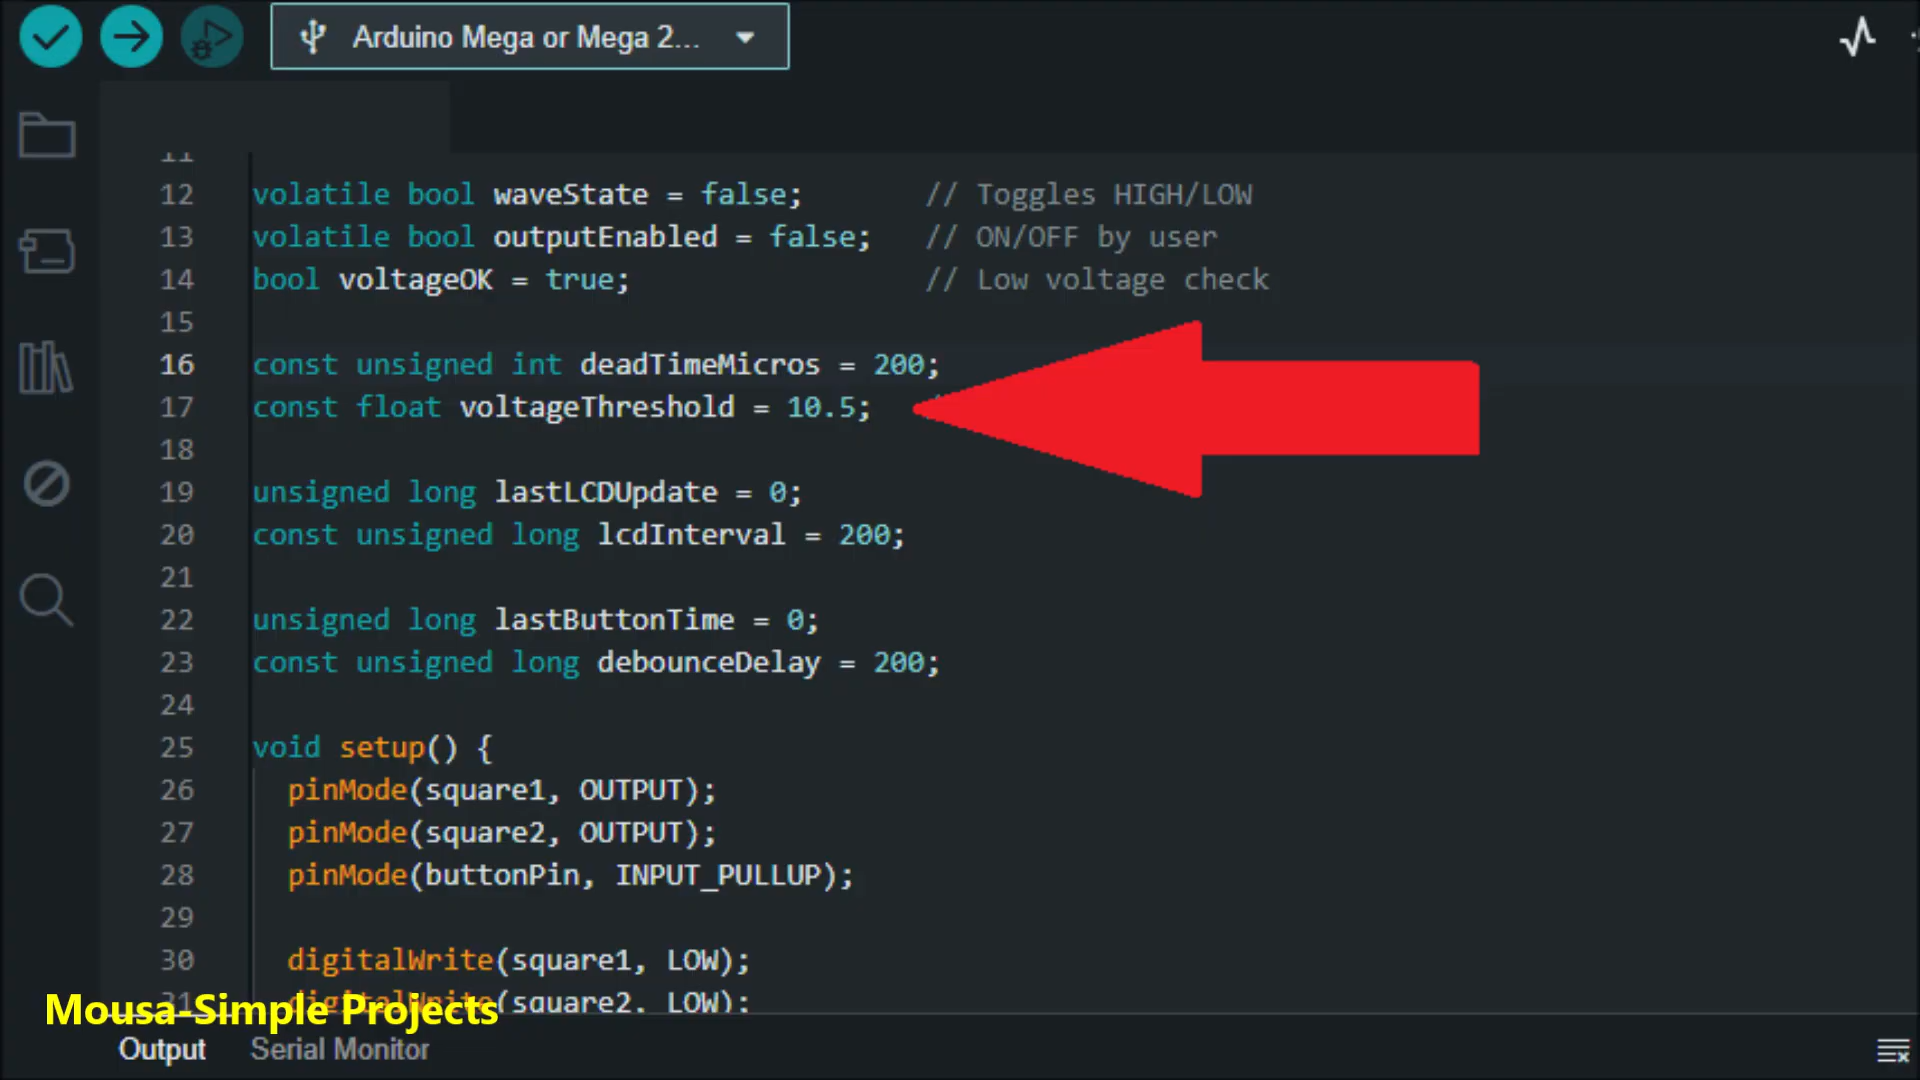 Arduino Mega or Mega 2...
11
12 volatile bool waveState = false; // Toggles HIGH/LOW
13 volatile bool outputEnabled = false; // ON/OFF by user
14 bool voltageOK = true; // Low voltage check
15
16 const unsigned int deadTimeMicros = 200;
17 const float voltageThreshold = 10.5;
18
19 unsigned long lastLCDUpdate = 0;
20 const unsigned long lcdInterval = 200;
21
22 unsigned long lastButtonTime = 0;
23 const unsigned long debounceDelay = 200;
24
25 void setup() {
26 pinMode(square1, OUTPUT);
27 pinMode(square2, OUTPUT);
28 pinMode(buttonPin, INPUT_PULLUP);
29
30 digitalWrite(square1, LOW);
31 digitalWrite(square2, LOW);
Mousa-Simple Projects
Output Serial Monitor